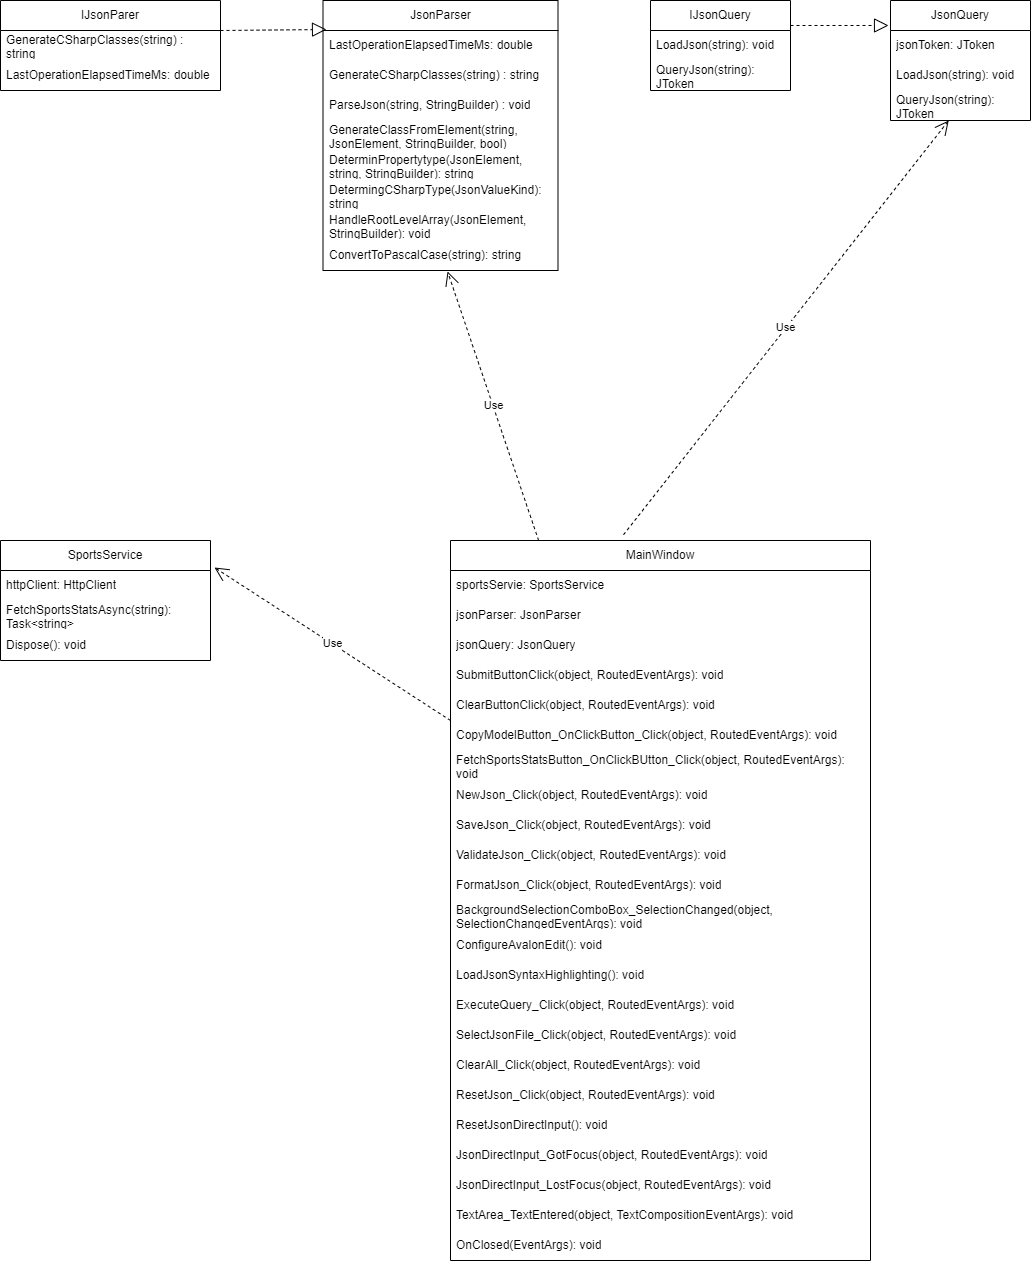 IJsonParer
GenerateCSharpClasses(string) :
string
LastOperationElapsedTimeMs: double
JsonParser
LastOperationElapsedTimeMs: double
GenerateCSharpClasses(string) : string
ParseJson(string, StringBuilder) : void
GenerateClassFromElement(string,
JsonElement, StringBuilder, bool)
DeterminPropertytype(JsonElement,
string, StringBuilder): string
DetermingCSharpType(JsonValueKind):
string
HandleRootLevelArray(JsonElement,
StringBuilder): void
ConvertToPascalCase(string): string
IJsonQuery
LoadJson(string): void
QueryJson(string):
JToken
JsonQuery
jsonToken: JToken
LoadJson(string): void
QueryJson(string):
JToken
Use
Use
SportsService
httpClient: HttpClient
FetchSportsStatsAsync(string):
Task<string>
Dispose(): void
Use
MainWindow
sportsServie: SportsService
jsonParser: JsonParser
jsonQuery: JsonQuery
SubmitButtonClick(object, RoutedEventArgs): void
ClearButtonClick(object, RoutedEventArgs): void
CopyModelButton_OnClickButton_Click(object, RoutedEventArgs): void
FetchSportsStatsButton_OnClickBUtton_Click(object, RoutedEventArgs):
void
NewJson_Click(object, RoutedEventArgs): void
SaveJson_Click(object, RoutedEventArgs): void
ValidateJson_Click(object, RoutedEventArgs): void
FormatJson_Click(object, RoutedEventArgs): void
BackgroundSelectionComboBox_SelectionChanged(object,
SelectionChangedEventArgs): void
ConfigureAvalonEdit(): void
LoadJsonSyntaxHighlighting(): void
ExecuteQuery_Click(object, RoutedEventArgs): void
SelectJsonFile_Click(object, RoutedEventArgs): void
ClearAll_Click(object, RoutedEventArgs): void
ResetJson_Click(object, RoutedEventArgs): void
ResetJsonDirectInput(): void
JsonDirectInput_GotFocus(object, RoutedEventArgs): void
JsonDirectInput_LostFocus(object, RoutedEventArgs): void
TextArea_TextEntered(object, TextCompositionEventArgs): void
OnClosed(EventArgs): void